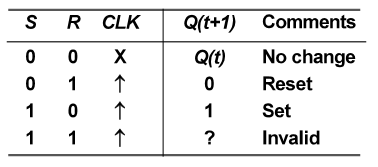 S R CLK Q(t+1) Comments
0 0 X Q(t) No change
0 1 ↑ 0 Reset
1 0 ↑ 1 Set
1 1 ↑ ? Invalid